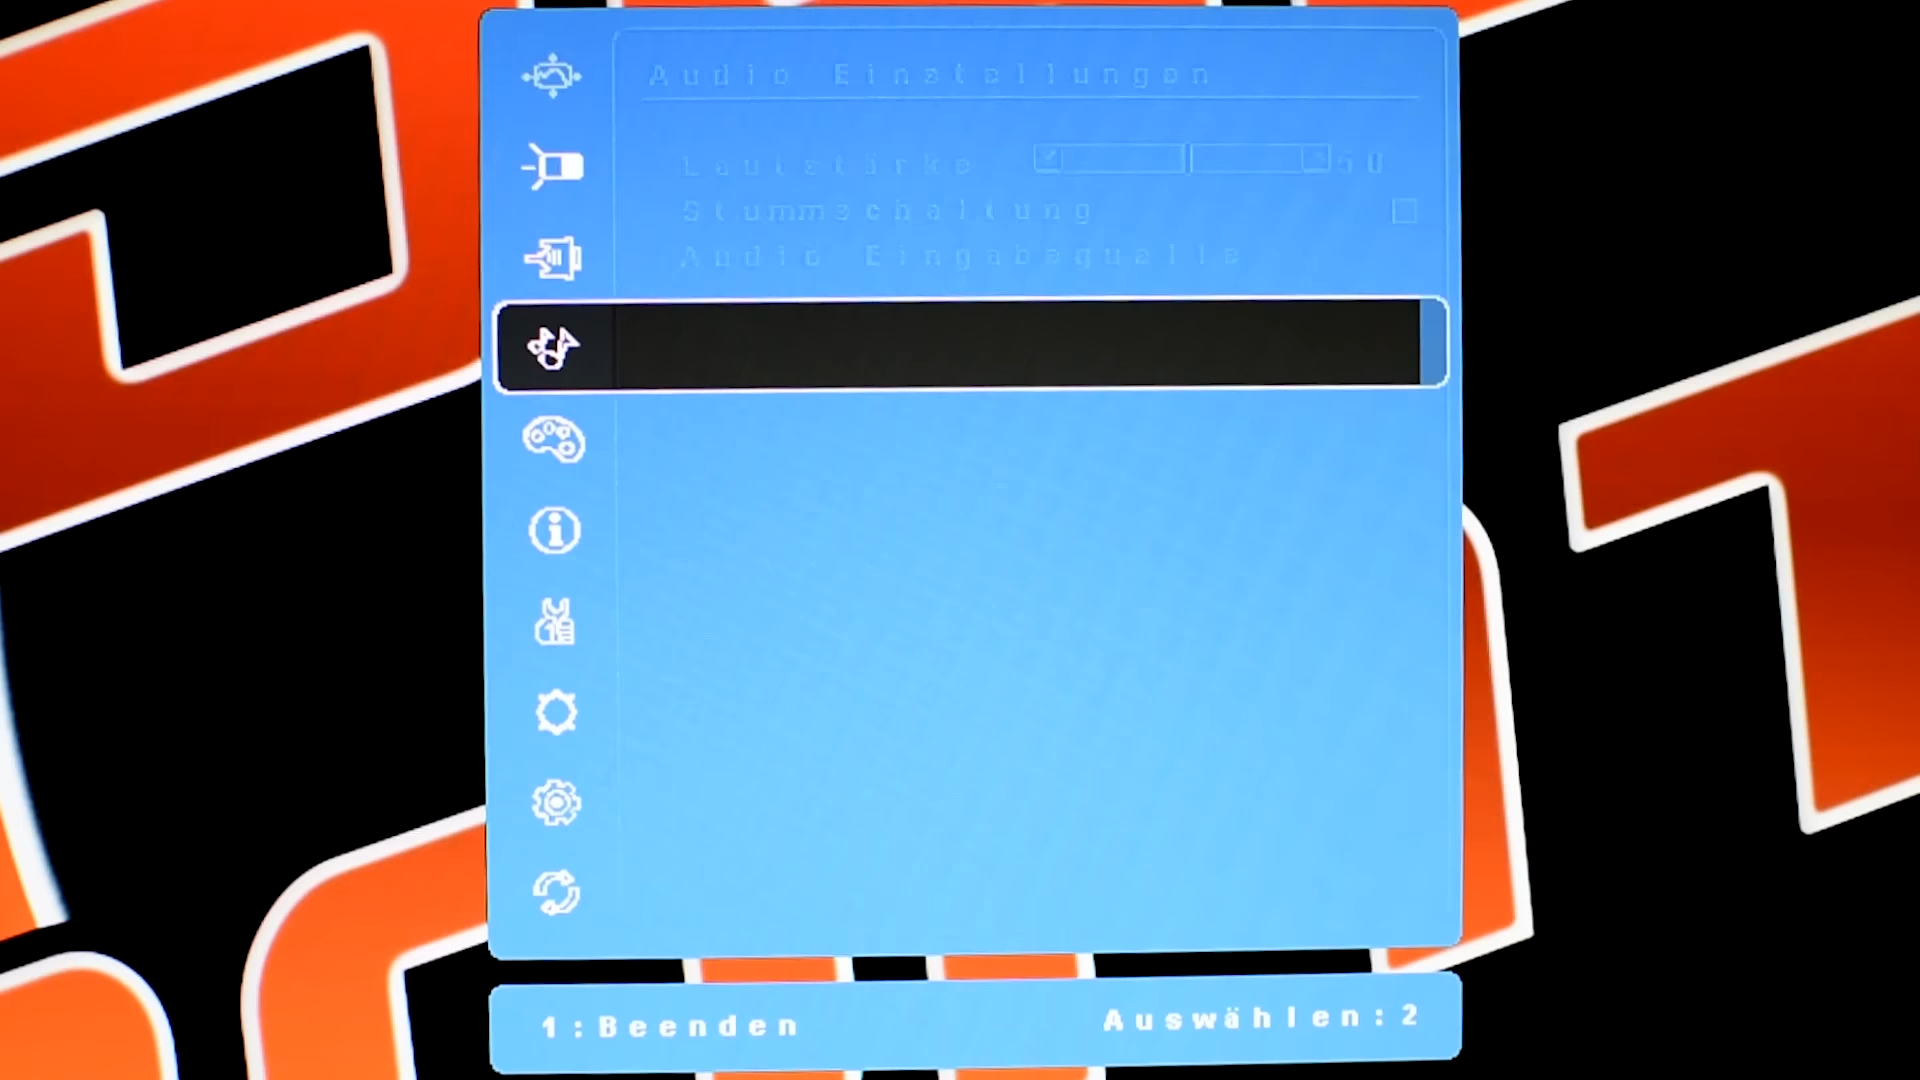 Audio Einstellungen
Lautstärke 50
Stummschaltung
Audio Eingabequelle
1:Beenden
Auswählen:2